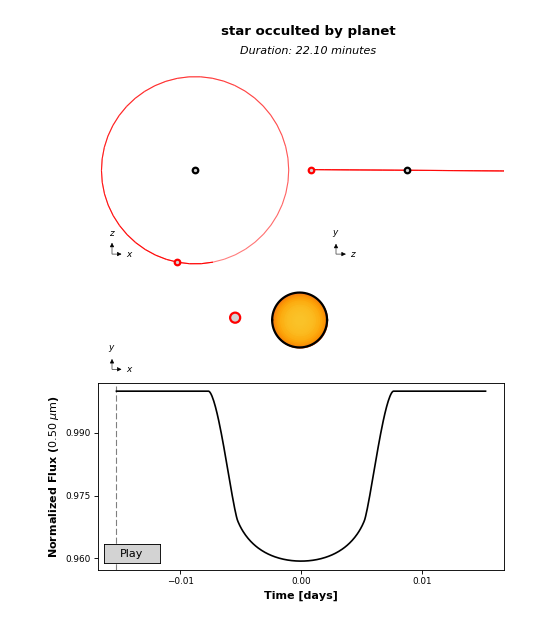 star occulted by planet
Duration: 22.10 minutes
z
x
y
z
y
x
Normalized Flux (0.50 μm)
0.990
0.975
0.960
Play
−0.01
0.00
0.01
Time [days]